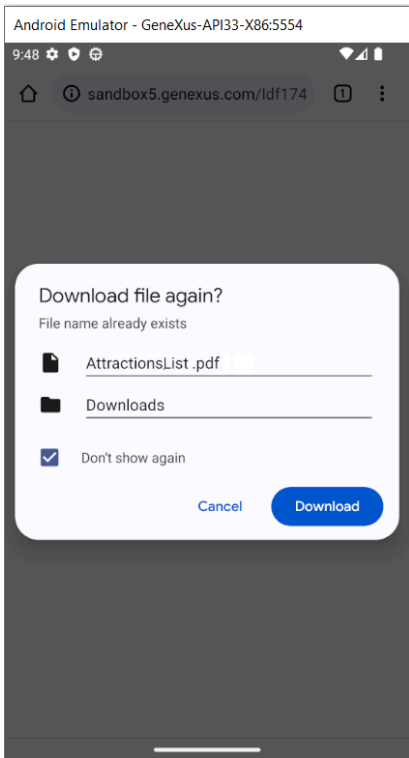 Android Emulator - GeneXus-API33-X86:5554
9:48
sandbox5.genexus.com/Idf174
1
Download file again?
File name already exists
AttractionsList .pdf
Downloads
Don't show again
Cancel
Download